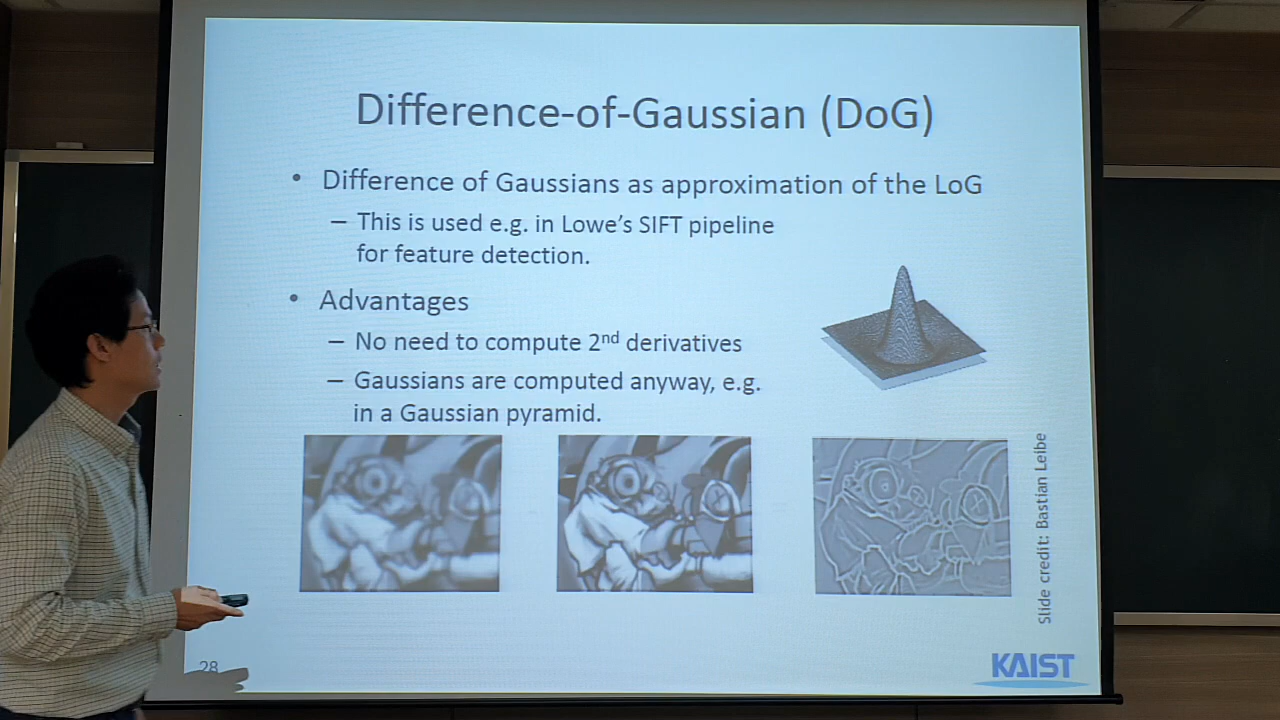 Difference-of-Gaussian (DoG)
• Difference of Gaussians as approximation of the LoG
– This is used e.g. in Lowe's SIFT pipeline
for feature detection.
• Advantages
– No need to compute 2nd derivatives
– Gaussians are computed anyway, e.g.
in a Gaussian pyramid.
Slide credit: Bastian Leibe
28
KAIST